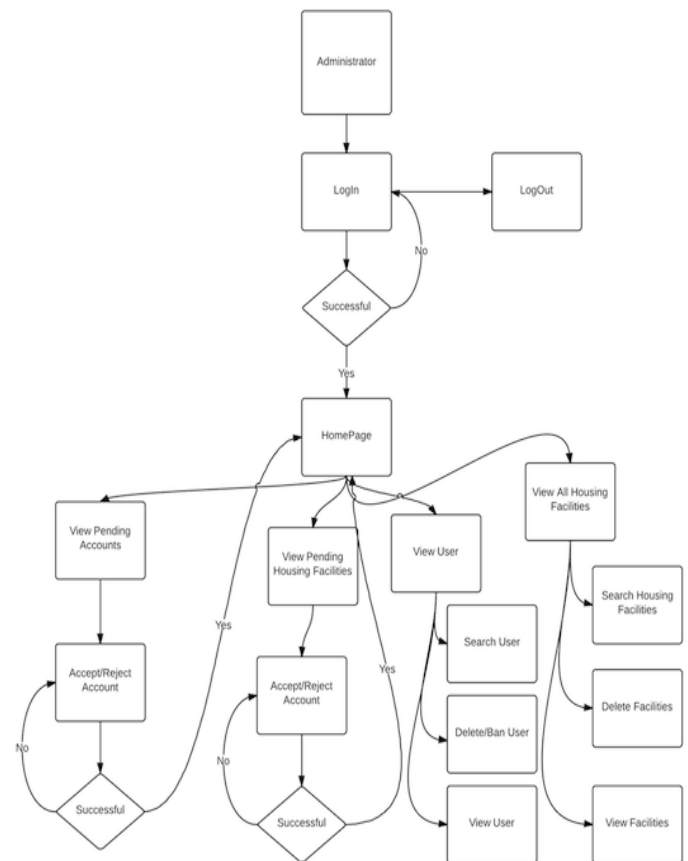 Administrator
LogIn
LogOut
No
Successful
Yes
HomePage
View All Housing
Facilities
View Pending
Accounts
View Pending
Housing Facilities
View User
Search Housing
Facilities
Yes
Search User
Accept/Reject
Account
Yes
Accept/Reject
Account
Delete Facilities
Delete/Ban User
No
No
Successful
Successful
View User
View Facilities